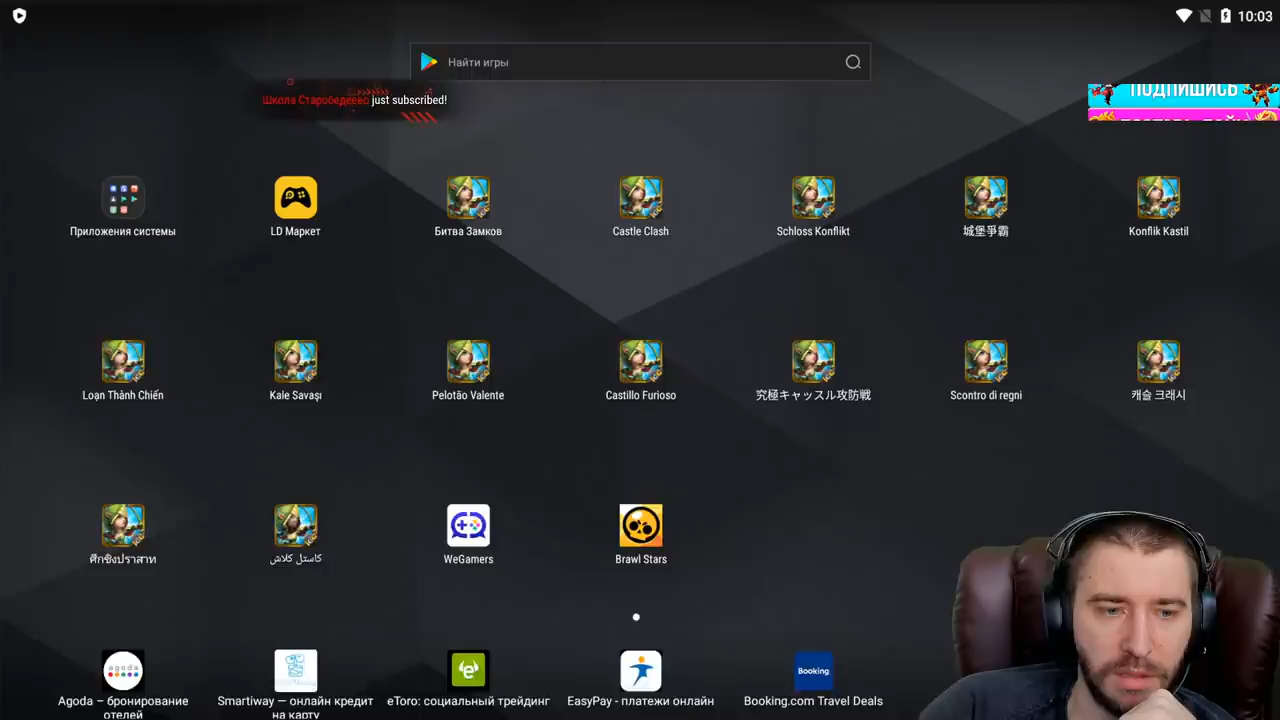 10:03
Найти игры
Школа Старобедеево just subscribed!
ПОДПИШИСЬ
Приложения системы
LD Маркет
Битва Замков
Castle Clash
Schloss Konflikt
城堡爭霸
Konflik Kastil
Loạn Thành Chiến
Kale Savaşı
Pelotão Valente
Castillo Furioso
究極キャッスル攻防戦
Scontro di regni
캐슬 크래시
ศึกชิงปราสาท
كاستل كلاش
WeGamers
Brawl Stars
agoda
Booking
Agoda – бронирование
отелей
Smartiway — онлайн кредит
на карту
eToro: социальный трейдинг
EasyPay - платежи онлайн
Booking.com Travel Deals